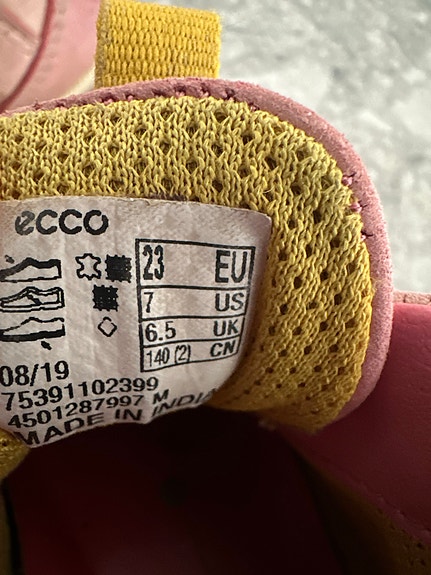 ecco
23 EU
7 US
6.5 UK
140 (2) CN
08/19
75391102399
4501287997 M
MADE IN INDIA